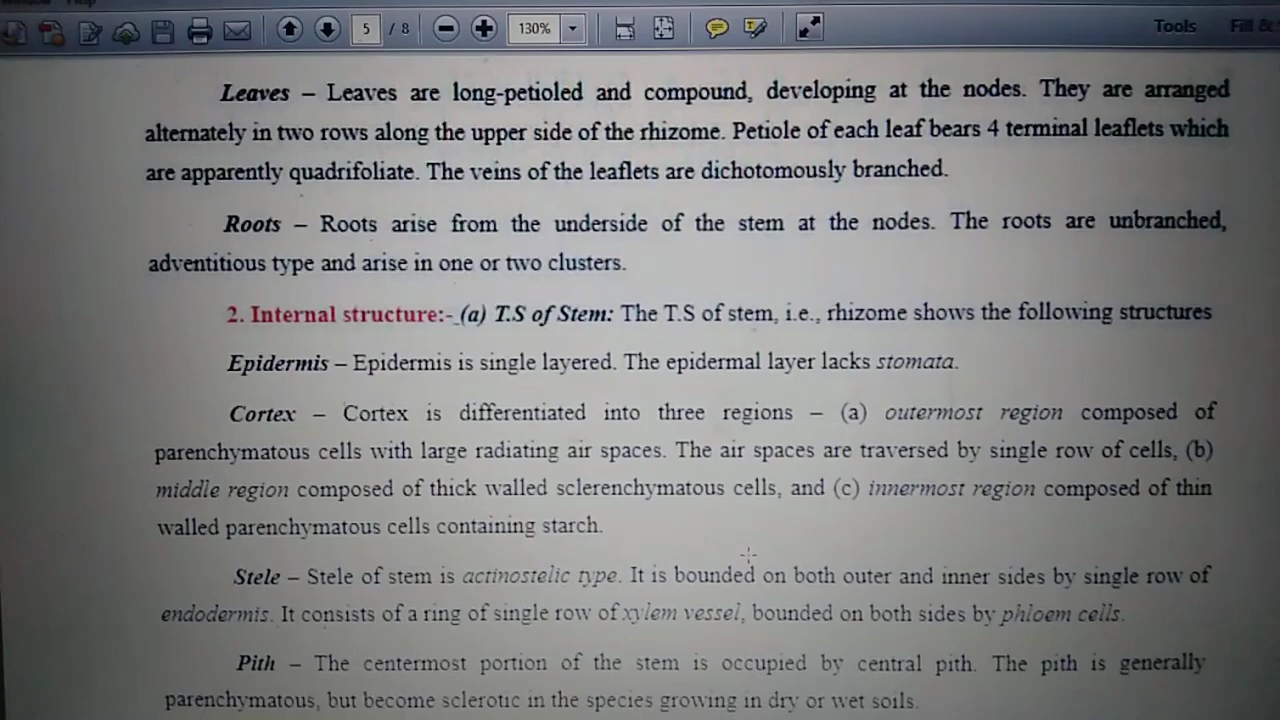 5 / 8 130% Tools Fill &
Leaves – Leaves are long-petioled and compound, developing at the nodes. They are arranged
alternately in two rows along the upper side of the rhizome. Petiole of each leaf bears 4 terminal leaflets which
are apparently quadrifoliate. The veins of the leaflets are dichotomously branched.
Roots – Roots arise from the underside of the stem at the nodes. The roots are unbranched,
adventitious type and arise in one or two clusters.
2. Internal structure:- (a) T.S of Stem: The T.S of stem, i.e., rhizome shows the following structures
Epidermis – Epidermis is single layered. The epidermal layer lacks stomata.
Cortex – Cortex is differentiated into three regions – (a) outermost region composed of
parenchymatous cells with large radiating air spaces. The air spaces are traversed by single row of cells, (b)
middle region composed of thick walled sclerenchymatous cells, and (c) innermost region composed of thin
walled parenchymatous cells containing starch.
Stele – Stele of stem is actinostelic type. It is bounded on both outer and inner sides by single row of
endodermis. It consists of a ring of single row of xylem vessel, bounded on both sides by phloem cells.
Pith – The centermost portion of the stem is occupied by central pith. The pith is generally
parenchymatous, but become sclerotic in the species growing in dry or wet soils.